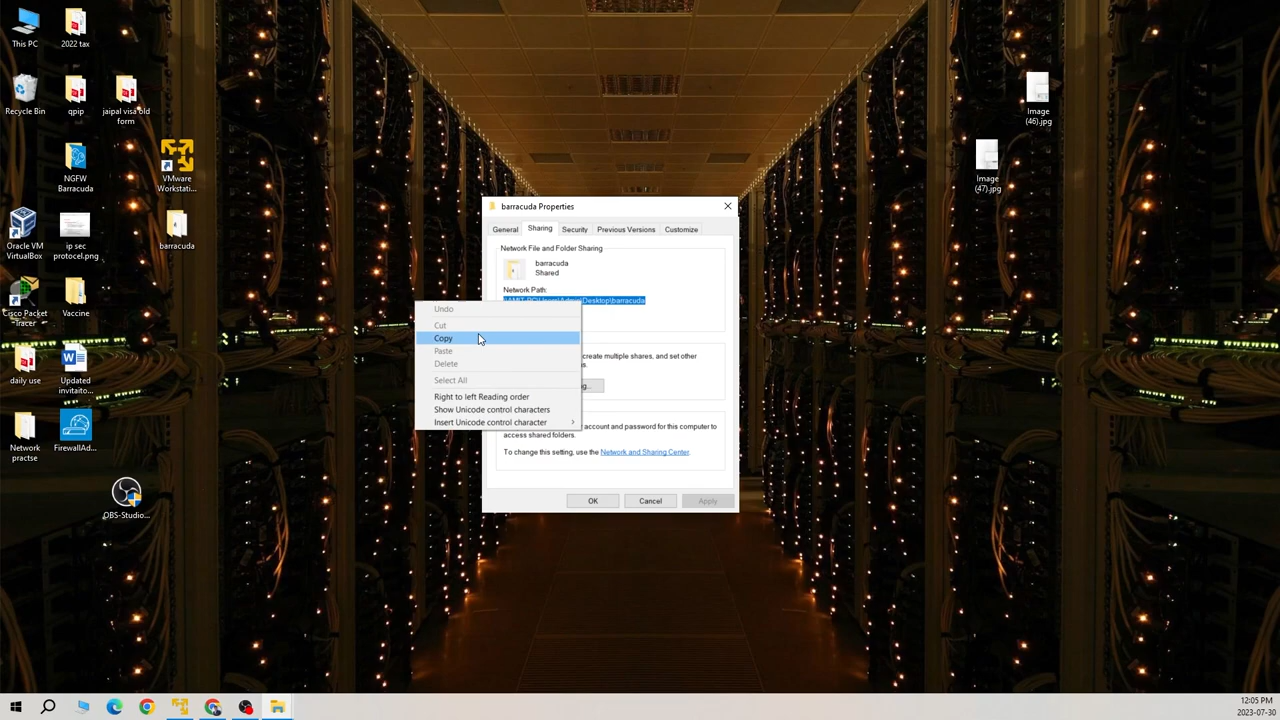 This PC
2022 tax
Recycle Bin
qpip
jaipal visa old
form
NGFW
Barracuda
VMware
Workstati...
Oracle VM
VirtualBox
ip sec
protocol.png
barracuda
Cisco Packet
Tracer
Vaccine
daily use
Updated
invitaito...
Network
practse
FirewallAd...
OBS-Studio...
Image
(46).jpg
Image
(47).jpg
barracuda Properties
General
Sharing
Security
Previous Versions
Customize
Network File and Folder Sharing
barracuda
Shared
Network Path:
\\AMIT-PC\Users\Admin\Desktop\barracuda
Undo
Cut
Copy
Paste
Delete
Select All
Right to left Reading order
Show Unicode control characters
Insert Unicode control character
create multiple shares, and set other
account and password for this computer to
access shared folders.
To change this setting, use the Network and Sharing Center.
OK
Cancel
Apply
12:05 PM
2023-07-30